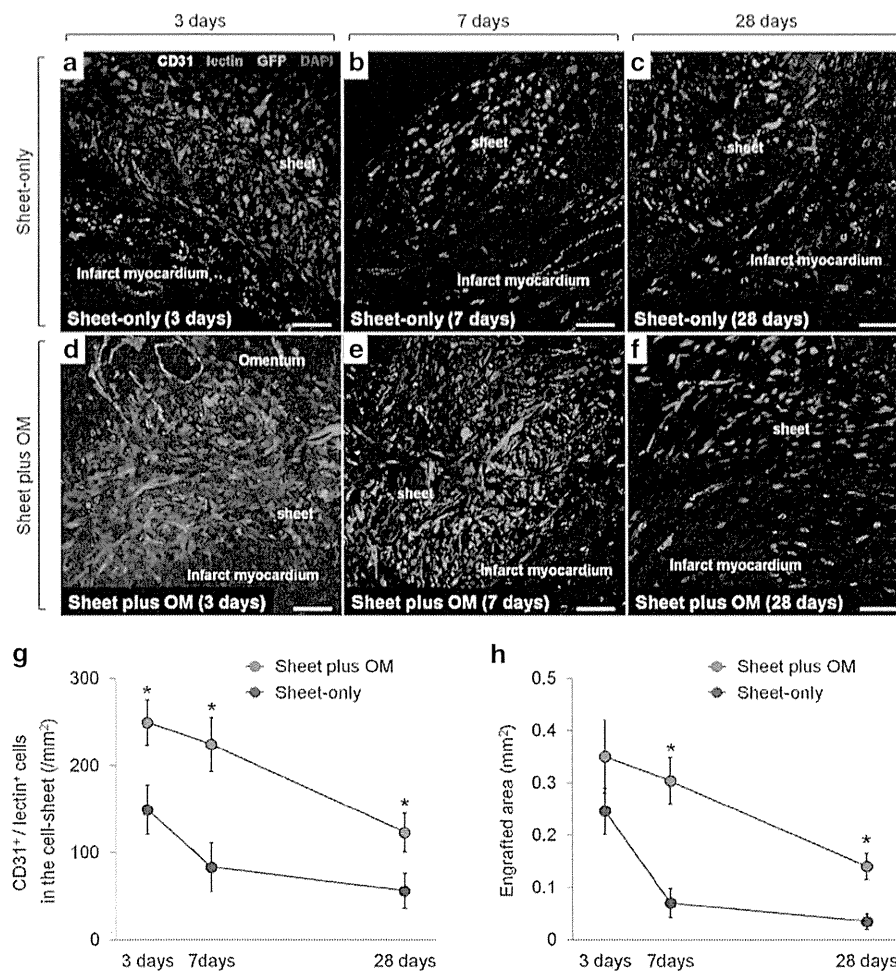 3 days
7 days
28 days
Sheet-only
a
CD31 lectin GFP DAPI
sheet
Infarct myocardium
Sheet-only (3 days)
b
sheet
Infarct myocardium
Sheet-only (7 days)
c
sheet
Infarct myocardium
Sheet-only (28 days)
Sheet plus OM
d
Omentum
sheet
Infarct myocardium
Sheet plus OM (3 days)
e
sheet
Infarct myocardium
Sheet plus OM (7 days)
f
sheet
Infarct myocardium
Sheet plus OM (28 days)
g
Sheet plus OM
Sheet-only
CD31⁺ / lectin⁺ cells
in the cell-sheet (/mm²)
300
200
100
0
* * *
3 days 7days 28 days
h
Sheet plus OM
Sheet-only
Engrafted area (mm²)
0.5
0.4
0.3
0.2
0.1
0
* *
3 days 7days 28 days